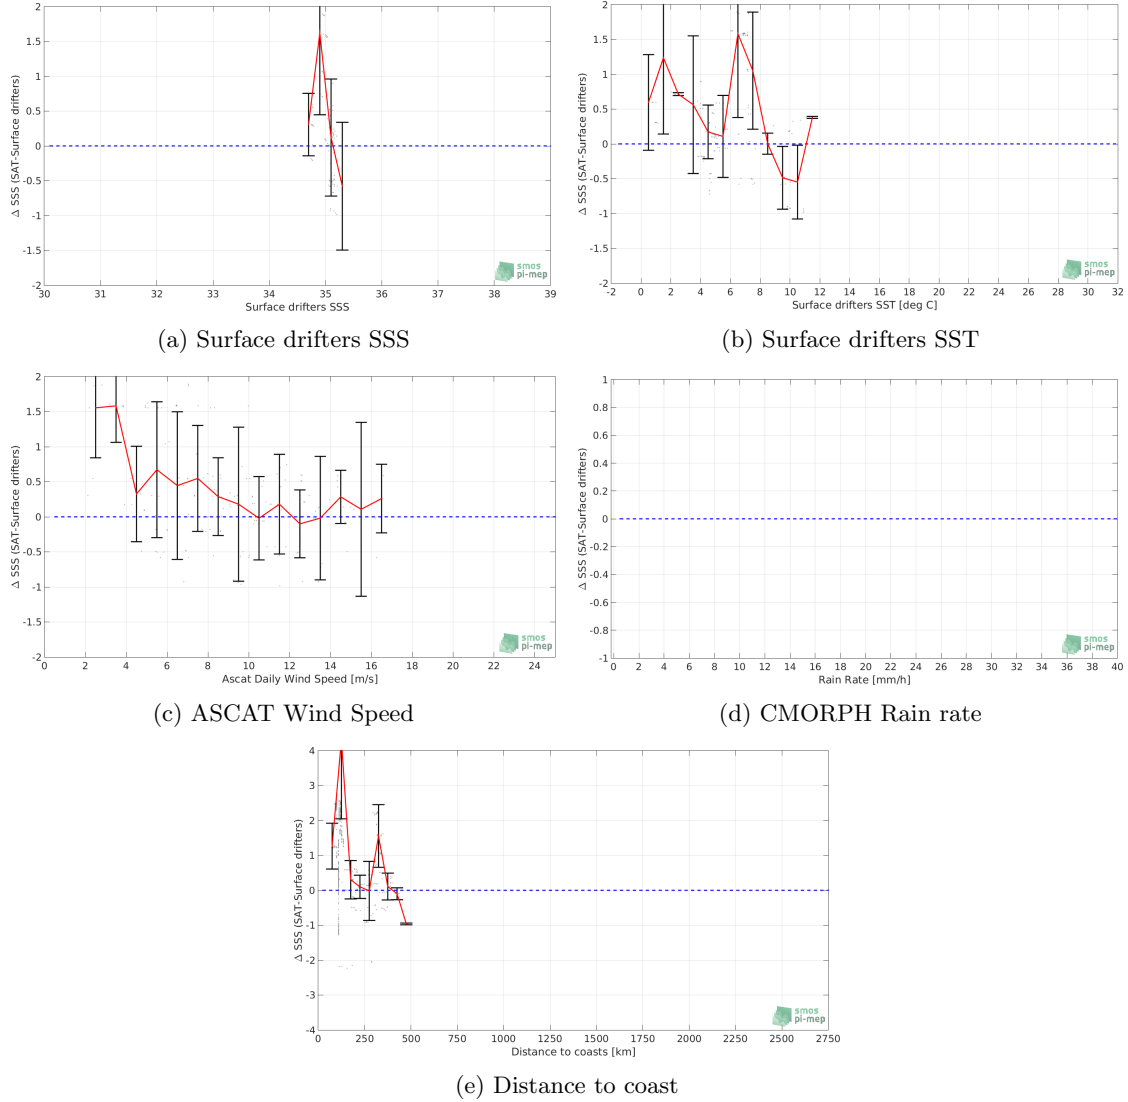 2
1.5
1
0.5
0
-0.5
-1
-1.5
-2
Δ SSS (SAT-Surface drifters)
30 31 32 33 34 35 36 37 38 39
Surface drifters SSS
smos
pi-mep
(a) Surface drifters SSS
2
1.5
1
0.5
0
-0.5
-1
-1.5
-2
Δ SSS (SAT-Surface drifters)
-2 0 2 4 6 8 10 12 14 16 18 20 22 24 26 28 30 32
Surface drifters SST [deg C]
smos
pi-mep
(b) Surface drifters SST
2
1.5
1
0.5
0
-0.5
-1
-1.5
-2
Δ SSS (SAT-Surface drifters)
0 2 4 6 8 10 12 14 16 18 20 22 24
Ascat Daily Wind Speed [m/s]
smos
pi-mep
(c) ASCAT Wind Speed
1
0.8
0.6
0.4
0.2
0
-0.2
-0.4
-0.6
-0.8
-1
Δ SSS (SAT-Surface drifters)
0 2 4 6 8 10 12 14 16 18 20 22 24 26 28 30 32 34 36 38 40
Rain Rate [mm/h]
smos
pi-mep
(d) CMORPH Rain rate
4
3
2
1
0
-1
-2
-3
-4
Δ SSS (SAT-Surface drifters)
0 250 500 750 1000 1250 1500 1750 2000 2250 2500 2750
Distance to coasts [km]
smos
pi-mep
(e) Distance to coast